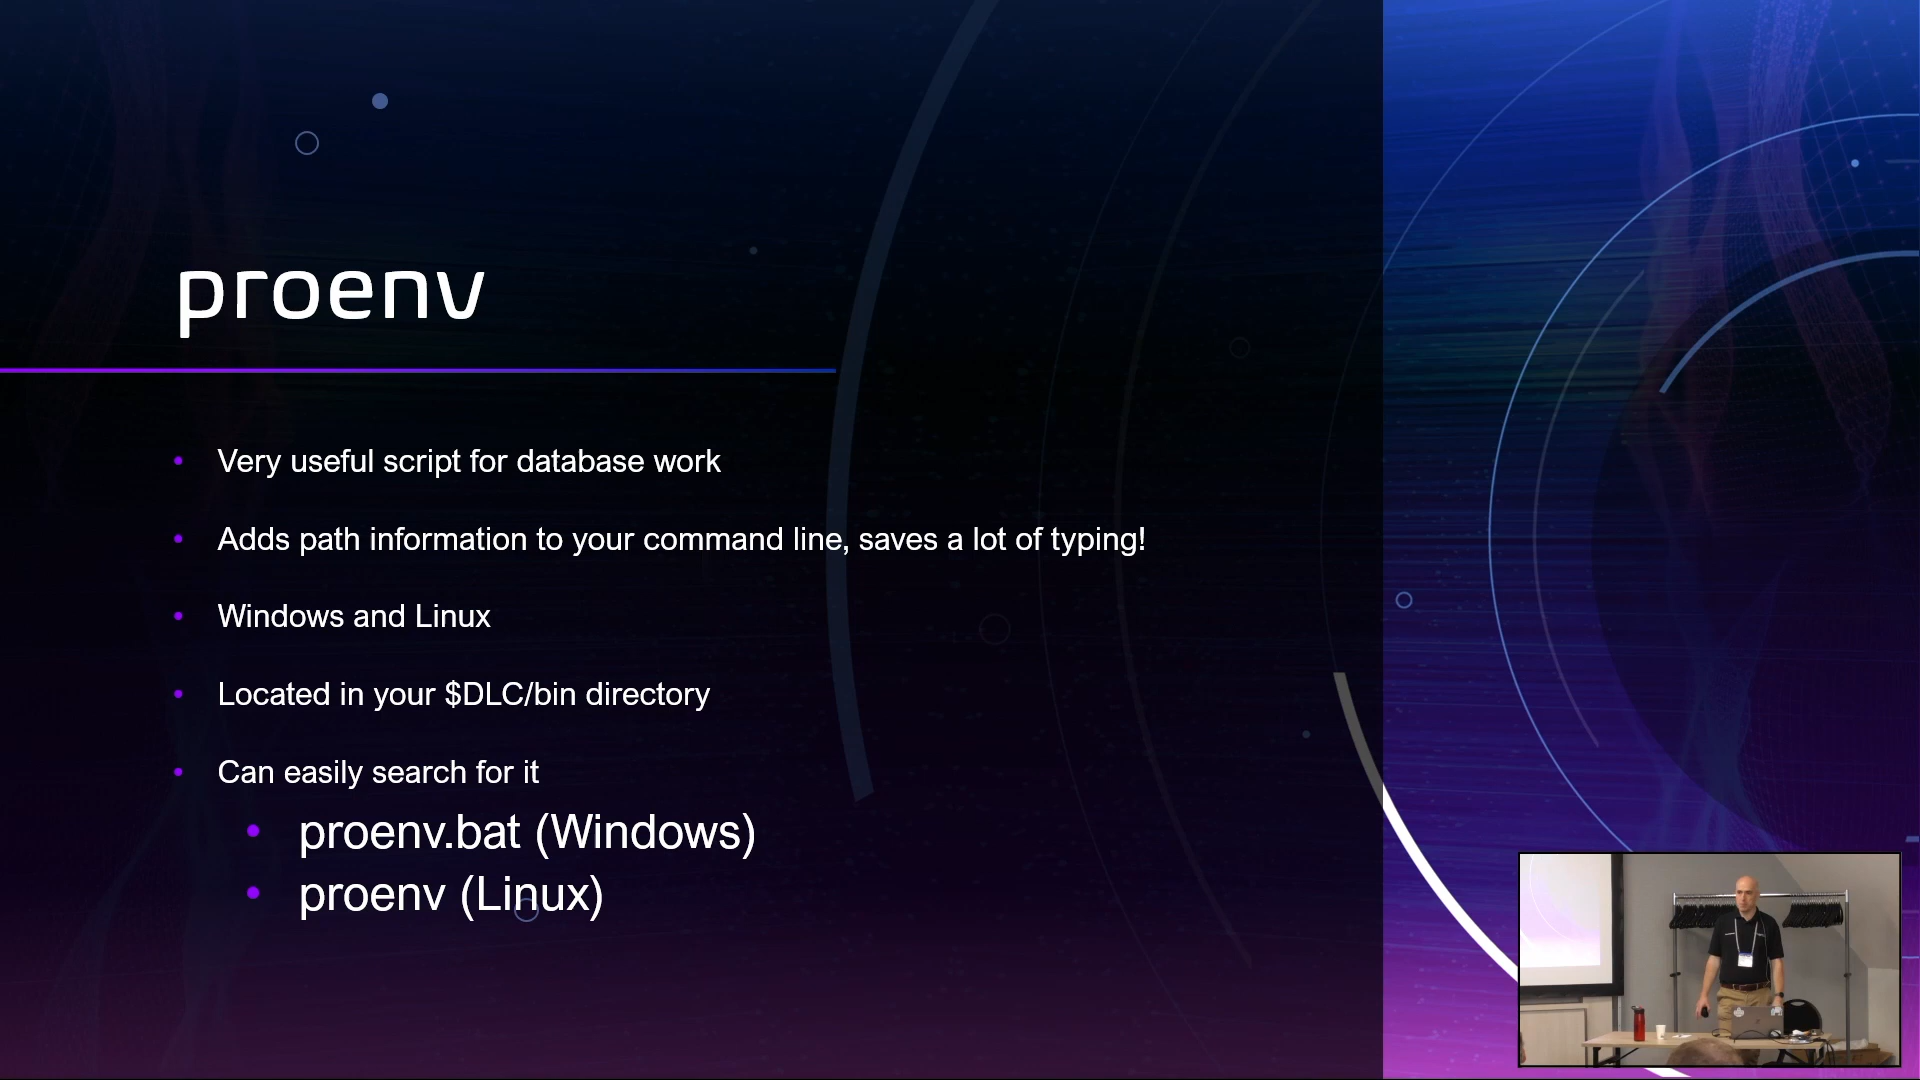 proenv
Very useful script for database work
Adds path information to your command line, saves a lot of typing!
Windows and Linux
Located in your $DLC/bin directory
Can easily search for it
proenv.bat (Windows)
proenv (Linux)